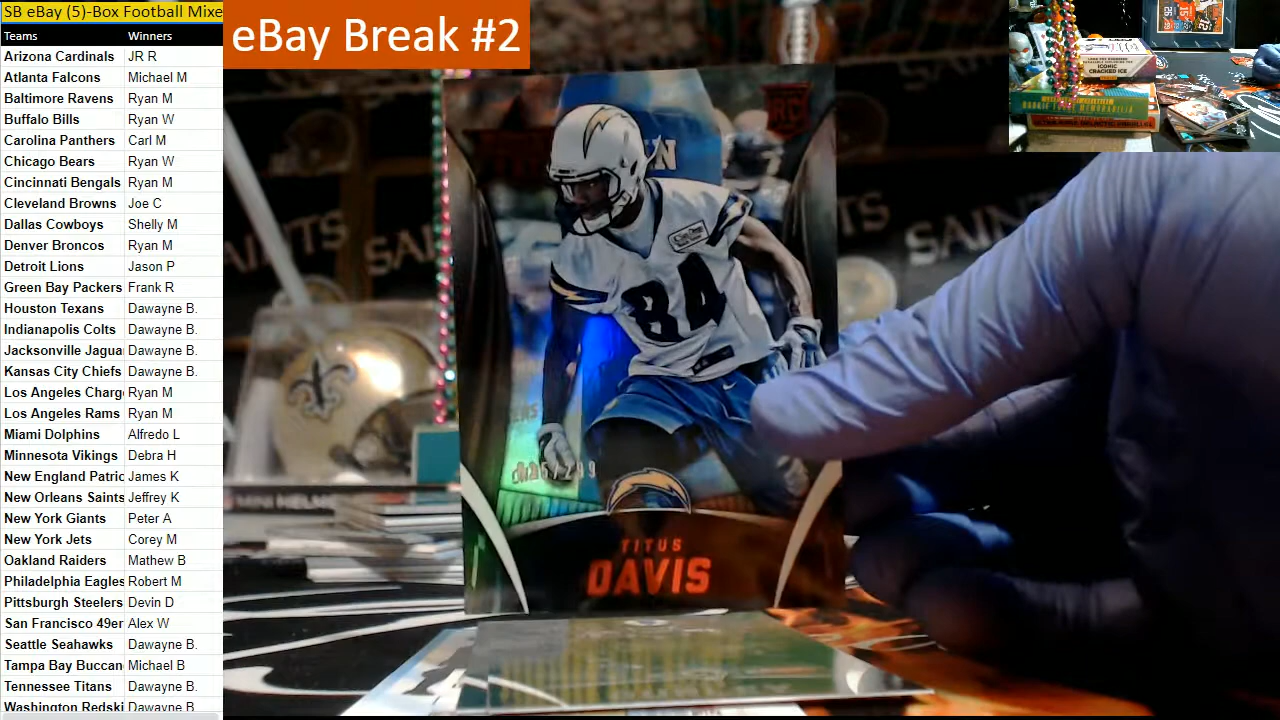 SB eBay (5)-Box Football Mixe
Teams Winners
Arizona Cardinals JR R
Atlanta Falcons Michael M
Baltimore Ravens Ryan M
Buffalo Bills Ryan W
Carolina Panthers Carl M
Chicago Bears Ryan W
Cincinnati Bengals Ryan M
Cleveland Browns Joe C
Dallas Cowboys Shelly M
Denver Broncos Ryan M
Detroit Lions Jason P
Green Bay Packers Frank R
Houston Texans Dawayne B.
Indianapolis Colts Dawayne B.
Jacksonville Jagua Dawayne B.
Kansas City Chiefs Dawayne B.
Los Angeles Charg Ryan M
Los Angeles Rams Ryan M
Miami Dolphins Alfredo L
Minnesota Vikings Debra H
New England Patric James K
New Orleans Saints Jeffrey K
New York Giants Peter A
New York Jets Corey M
Oakland Raiders Mathew B
Philadelphia Eagles Robert M
Pittsburgh Steelers Devin D
San Francisco 49er Alex W
Seattle Seahawks Dawayne B.
Tampa Bay Buccan Michael B
Tennessee Titans Dawayne B.
Washington Redski Dawayne B
eBay Break #2
RC
84
TITUS
DAVIS
SAINTS
ICONIC
CRACKED ICE